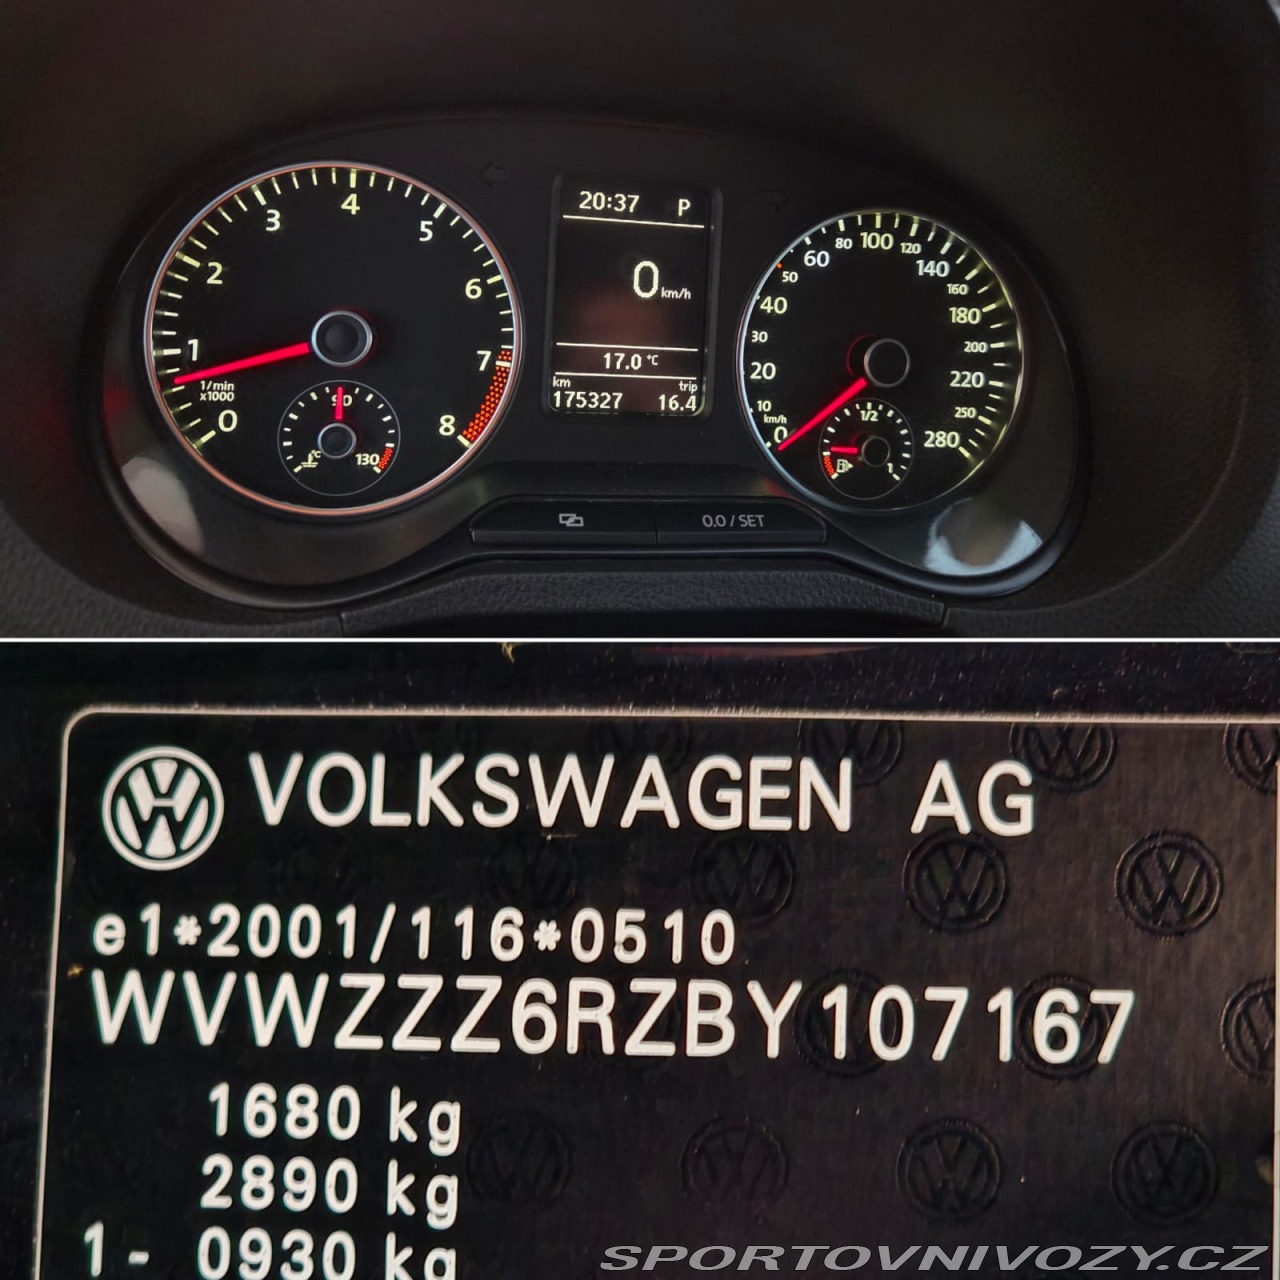 20:37 P
0 km/h
17.0 °C
km trip
175327 16.4
0 1 2 3 4 5 6 7 8
1/min
x1000
90
°C 130
0 10 20 30 40 50 60 80 100 120 140 160 180 200 220 250 280
km/h
1/2
1
0.0 / SET
VOLKSWAGEN AG
e1*2001/116*0510
WVWZZZ6RZBY107167
1680 kg
2890 kg
1- 0930 kg
SPORTOVNIVOZY.CZ